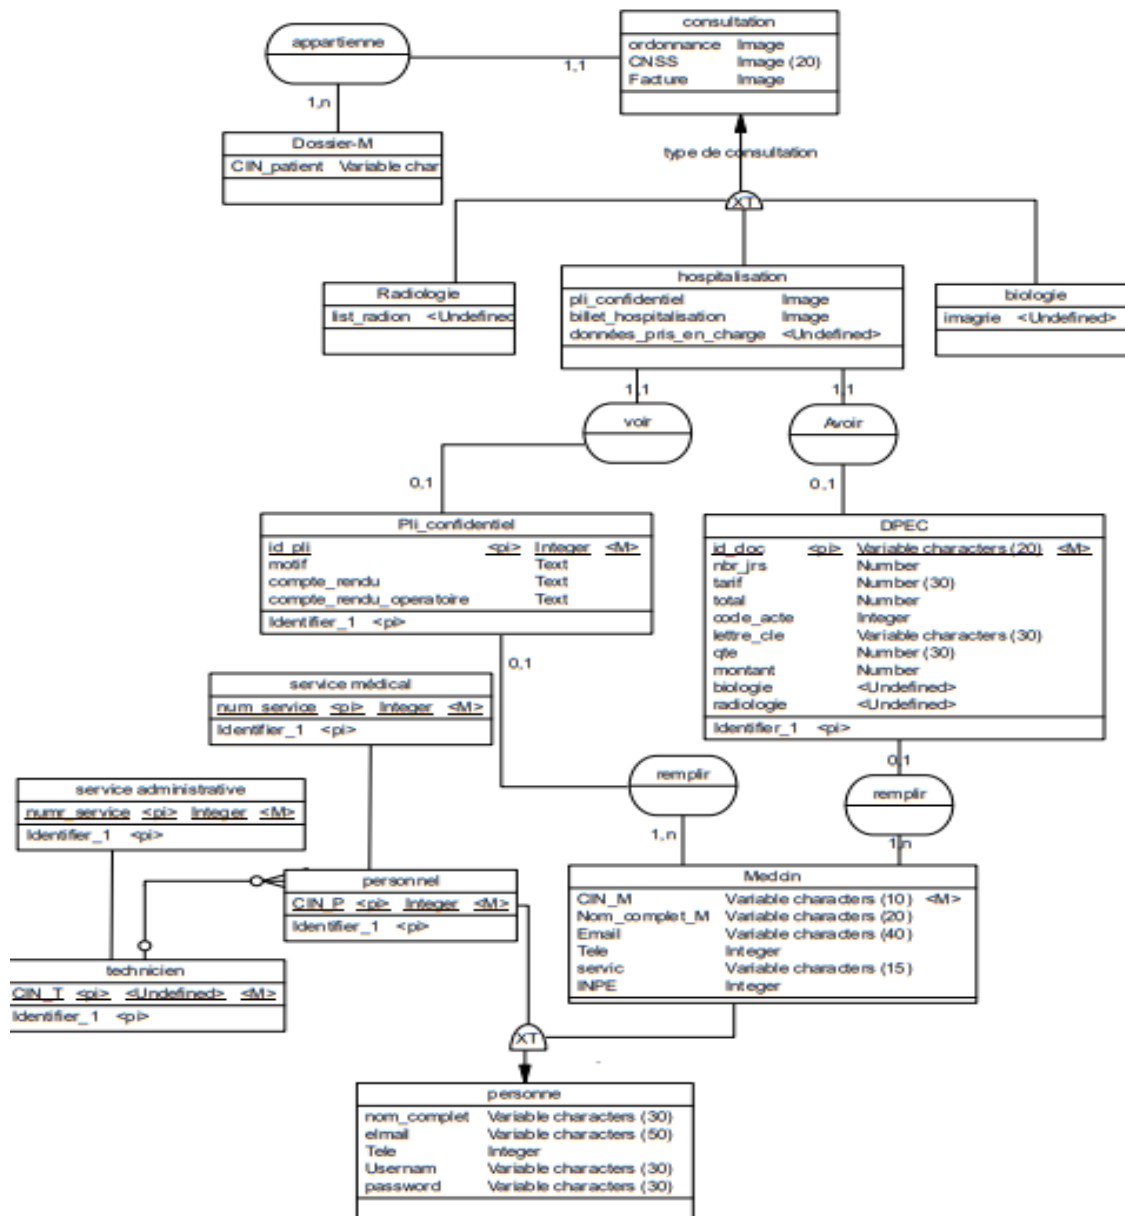 consultation
ordonnance Image
CNSS Image (20)
Facture Image
appartienne
1,1
1,n
Dossier-M
CIN_patient Variable char
type de consultation
XT
Radiologie
list_radion <Undefined
hospitalisation
pli_confidentiel Image
billet_hospitalisation Image
données_pris_en_charge <Undefined>
biologie
imagrie <Undefined>
1,1
1,1
voir
Avoir
0,1
0,1
Pli_confidentiel
id_pli <pi> Integer <M>
motif Text
compte_rendu Text
compte_rendu_operatoire Text
Identifier_1 <pi>
DPEC
id_doc <pi> Variable characters (20) <M>
nbr_jrs Number
tarif Number (30)
total Number
code_acte Integer
lettre_cle Variable characters (30)
qte Number (30)
montant Number
biologie <Undefined>
radiologie <Undefined>
Identifier_1 <pi>
0,1
service médical
num_service <pi> Integer <M>
Identifier_1 <pi>
0,1
remplir
remplir
service administrative
numr_service <pi> Integer <M>
Identifier_1 <pi>
1,n
1,n
personnel
CIN_P <pi> Integer <M>
Identifier_1 <pi>
Medcin
CIN_M Variable characters (10) <M>
Nom_complet_M Variable characters (20)
Email Variable characters (40)
Tele Integer
servic Variable characters (15)
INPE Integer
technicien
CIN_T <pi> <Undefined> <M>
Identifier_1 <pi>
XT
personne
nom_complet Variable characters (30)
elmail Variable characters (50)
Tele Integer
Usernam Variable characters (30)
password Variable characters (30)